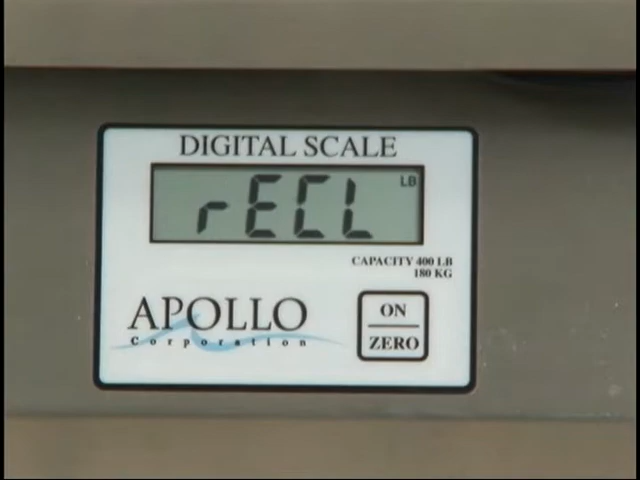 DIGITAL SCALE
rECL LB
CAPACITY 400 LB
180 KG
APOLLO
Corporation
ON
ZERO